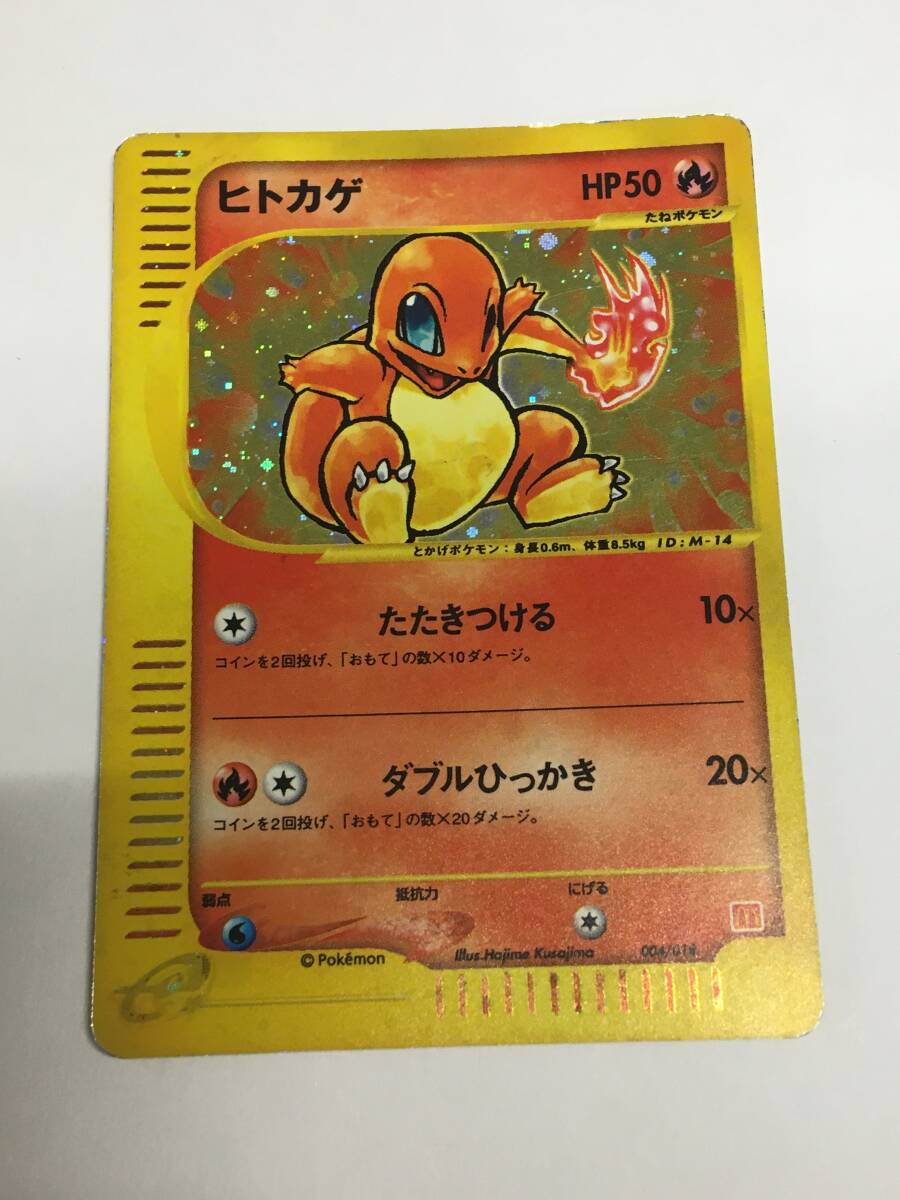 ヒトカゲ HP50
たねポケモン
とかげポケモン：身長0.6m、体重8.5kg ID:M-14
たたきつける 10×
コインを2回投げ、「おもて」の数×10ダメージ。
ダブルひっかき 20×
コインを2回投げ、「おもて」の数×20ダメージ。
弱点 抵抗力 にげる
©Pokémon Illus.Hajime Kusajima